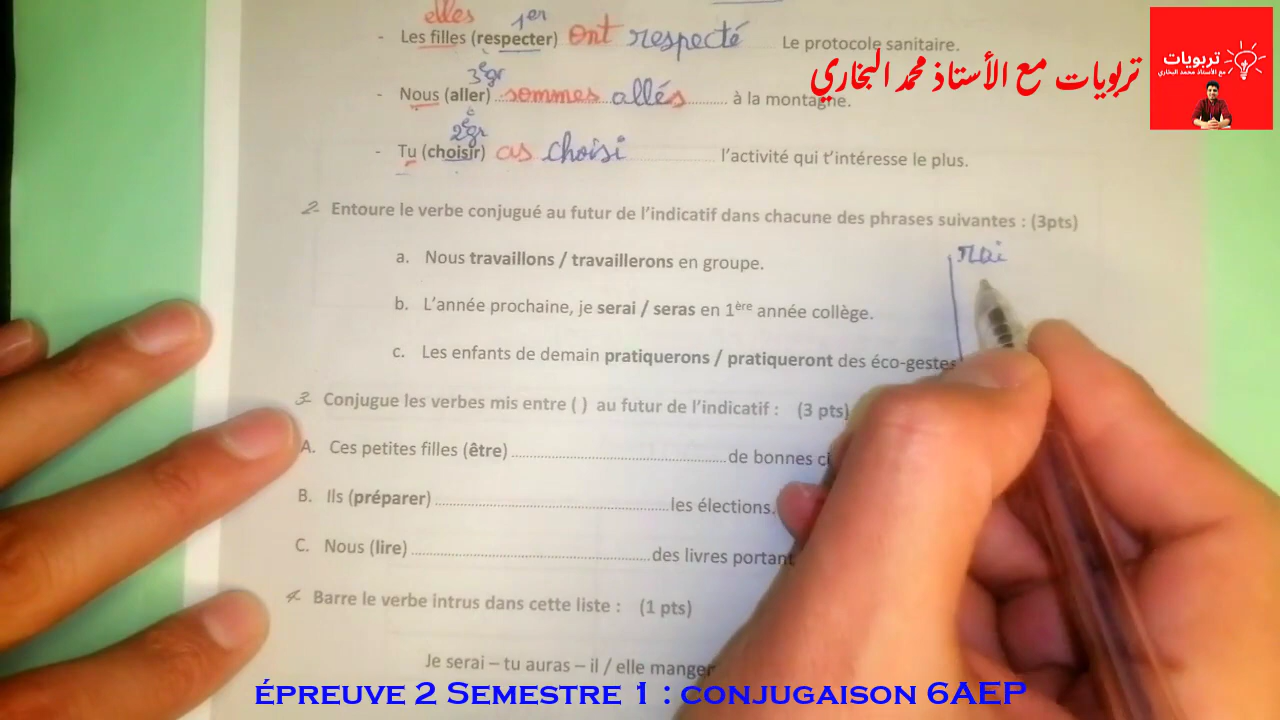 elles 1er
- Les filles (respecter) ont respecté Le protocole sanitaire.
تربويات مع الأستاذ محمد البخاري
تربويات
مع الأستاذ محمد البخاري
3e gr
- Nous (aller) sommes allés à la montagne.
2e gr
- Tu (choisir) as choisi l'activité qui t'intéresse le plus.
2- Entoure le verbe conjugué au futur de l'indicatif dans chacune des phrases suivantes : (3pts)
rai
a. Nous travaillons / travaillerons en groupe.
b. L'année prochaine, je serai / seras en 1ère année collège.
c. Les enfants de demain pratiquerons / pratiqueront des éco-gestes
3- Conjugue les verbes mis entre ( ) au futur de l'indicatif : (3 pts)
A. Ces petites filles (être) ............ de bonnes
B. Ils (préparer) ............ les élections.
C. Nous (lire) ............ des livres portant
4- Barre le verbe intrus dans cette liste : (1 pts)
Je serai – tu auras – il / elle manger
épreuve 2 Semestre 1 : conjugaison 6AEP